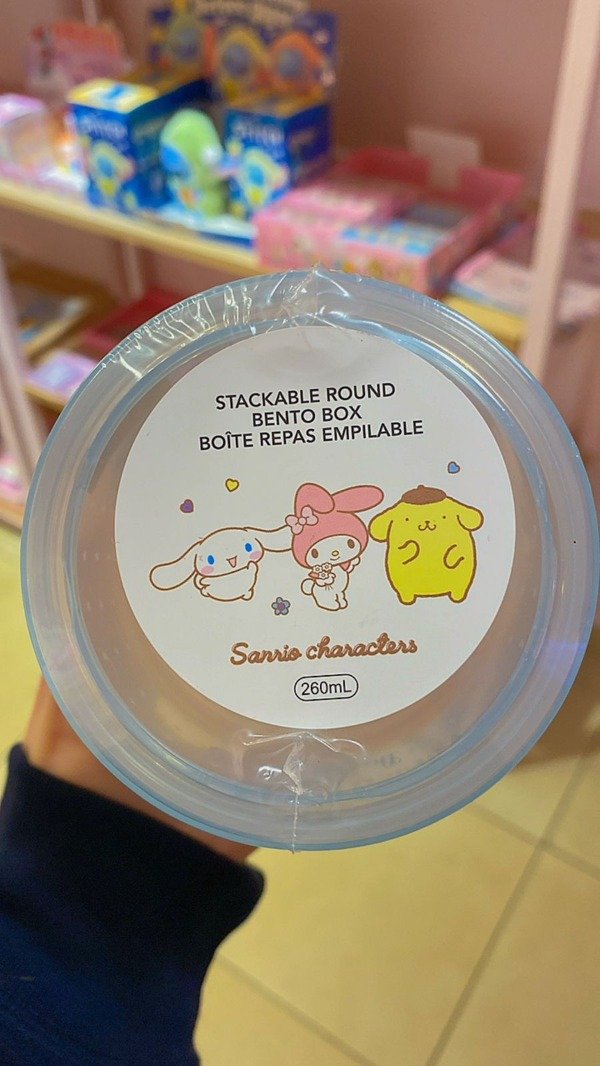 STACKABLE ROUND
BENTO BOX
BOÎTE REPAS EMPILABLE
Sanrio characters
260mL